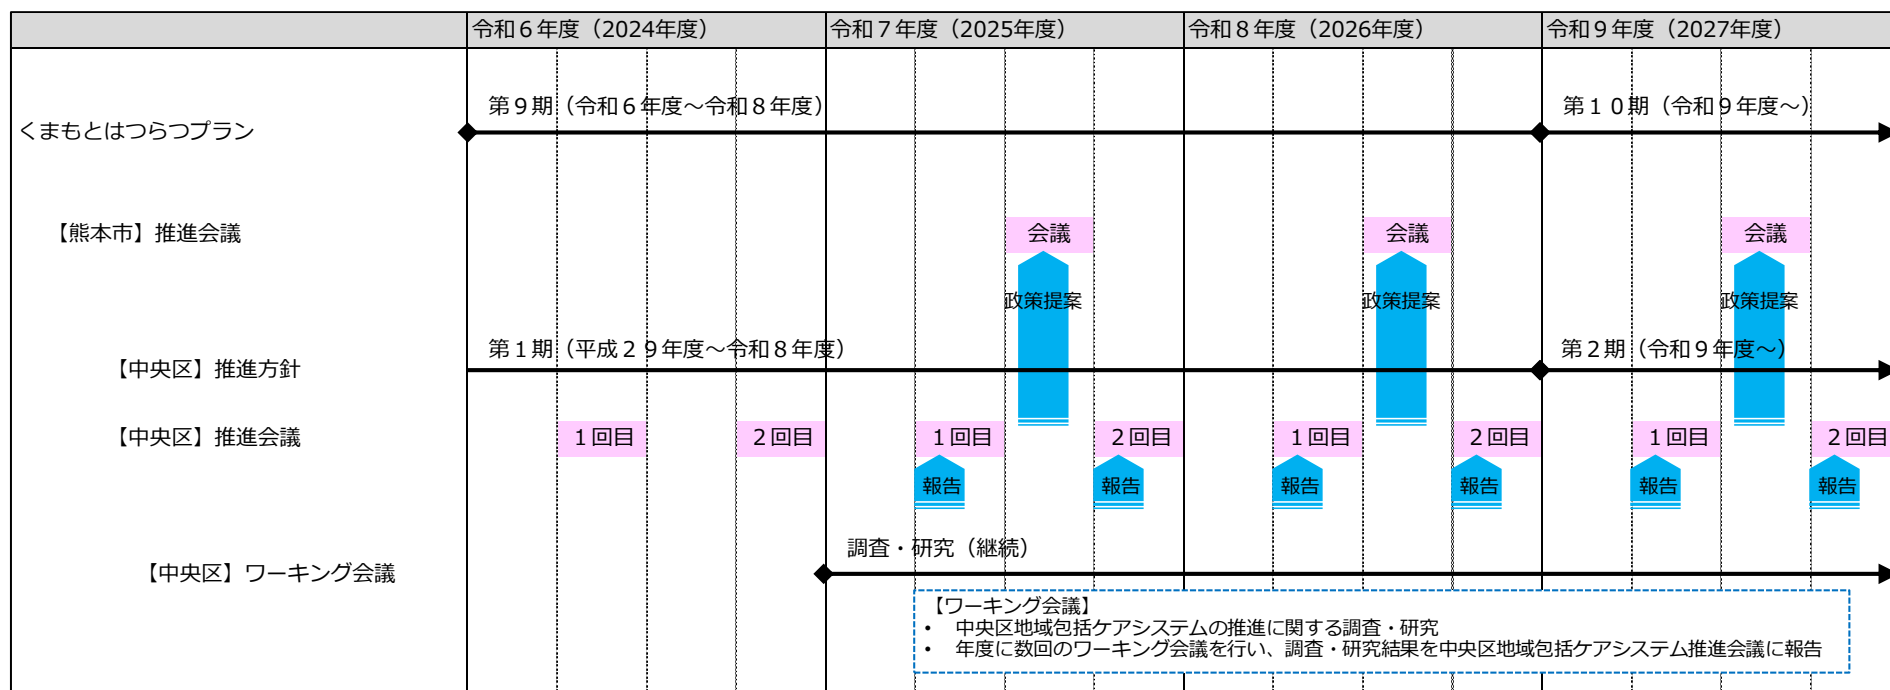 令和６年度（2024年度） 令和７年度（2025年度） 令和８年度（2026年度） 令和９年度（2027年度）
第９期（令和６年度～令和８年度） 第１０期（令和９年度～）
くまもとはつらつプラン
【熊本市】推進会議 会議 会議 会議
政策提案 政策提案 政策提案
第１期（平成２９年度～令和８年度） 第２期（令和９年度～）
【中央区】推進方針
【中央区】推進会議 １回目 ２回目 １回目 ２回目 １回目 ２回目 １回目 ２回目
報告 報告 報告 報告 報告 報告
調査・研究（継続）
【中央区】ワーキング会議
【ワーキング会議】
• 中央区地域包括ケアシステムの推進に関する調査・研究
• 年度に数回のワーキング会議を行い、調査・研究結果を中央区地域包括ケアシステム推進会議に報告